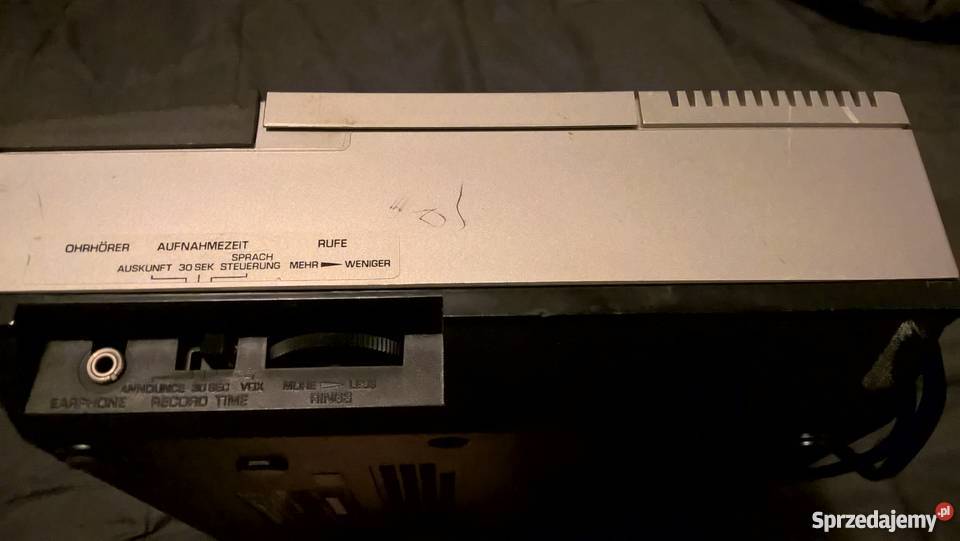 OHRHÖRER AUFNAHMEZEIT RUFE
SPRACH
AUSKUNFT 30 SEK STEUERUNG MEHR WENIGER
ANNOUNCE 30 SEC VOX MORE LESS
EARPHONE RECORD TIME RINGS
Sprzedajemy.pl